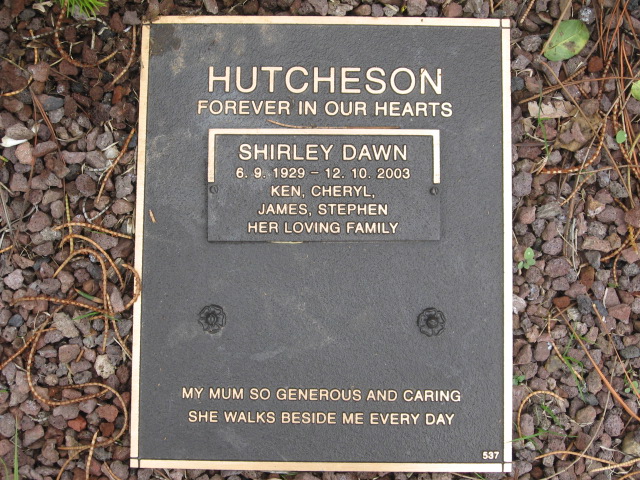 HUTCHESON
FOREVER IN OUR HEARTS
SHIRLEY DAWN
6. 9. 1929 – 12. 10. 2003
KEN, CHERYL,
JAMES, STEPHEN
HER LOVING FAMILY
MY MUM SO GENEROUS AND CARING
SHE WALKS BESIDE ME EVERY DAY
537